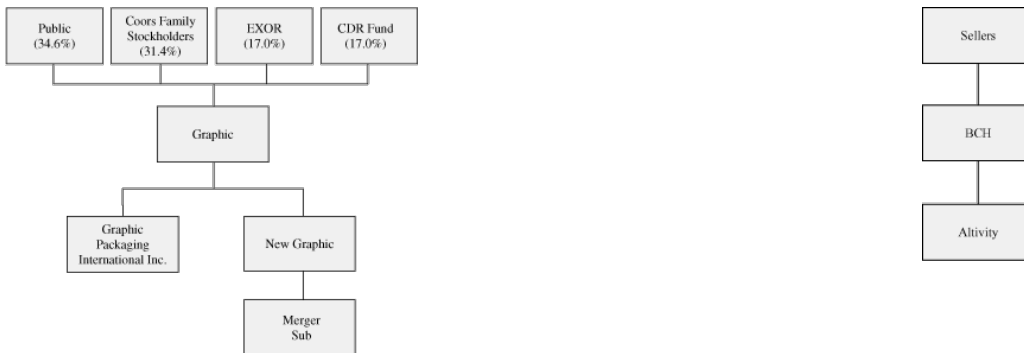 Public
(34.6%)
Coors Family
Stockholders
(31.4%)
EXOR
(17.0%)
CDR Fund
(17.0%)
Sellers
Graphic
BCH
Graphic
Packaging
International Inc.
New Graphic
Altivity
Merger
Sub